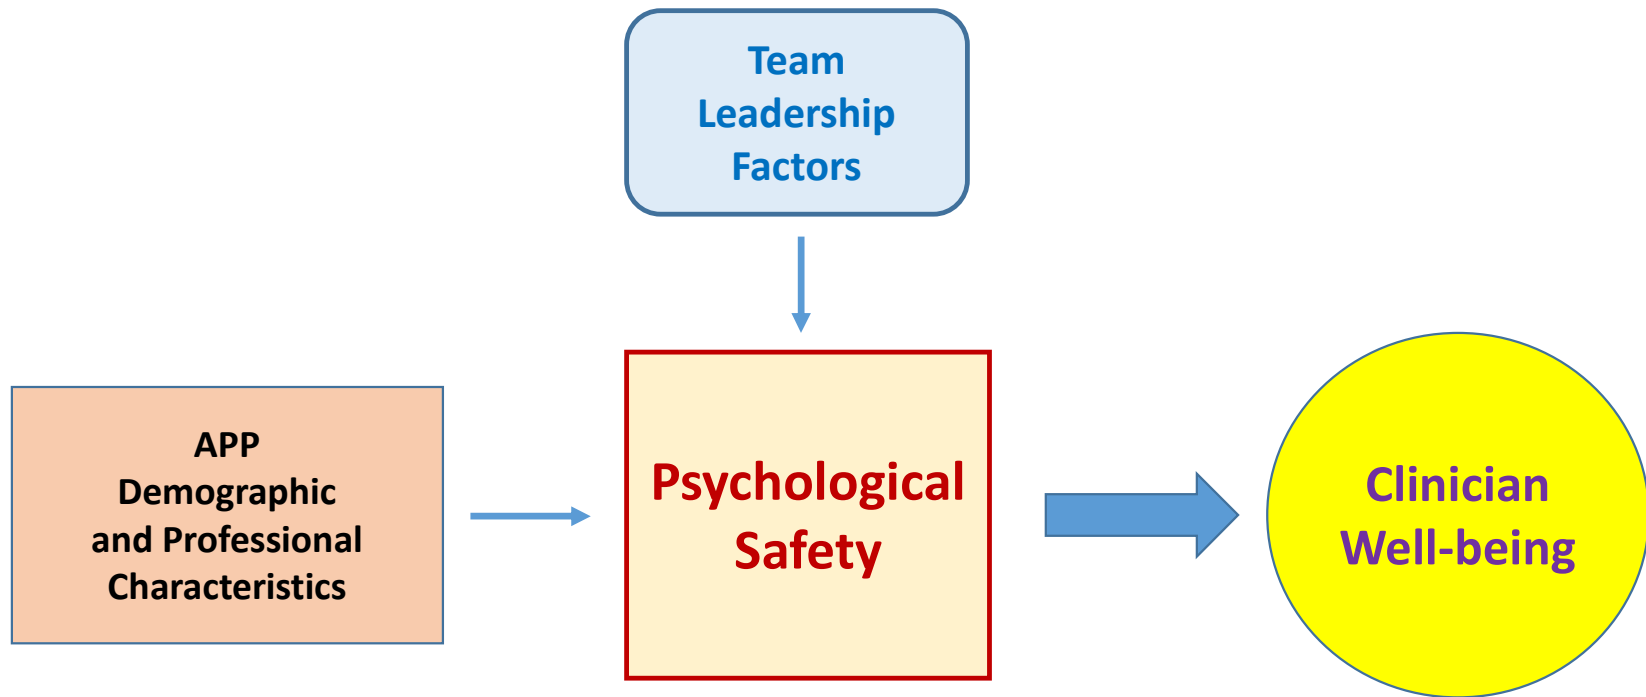 Team
Leadership
Factors
APP
Demographic
and Professional
Characteristics
Psychological
Safety
Clinician
Well-being